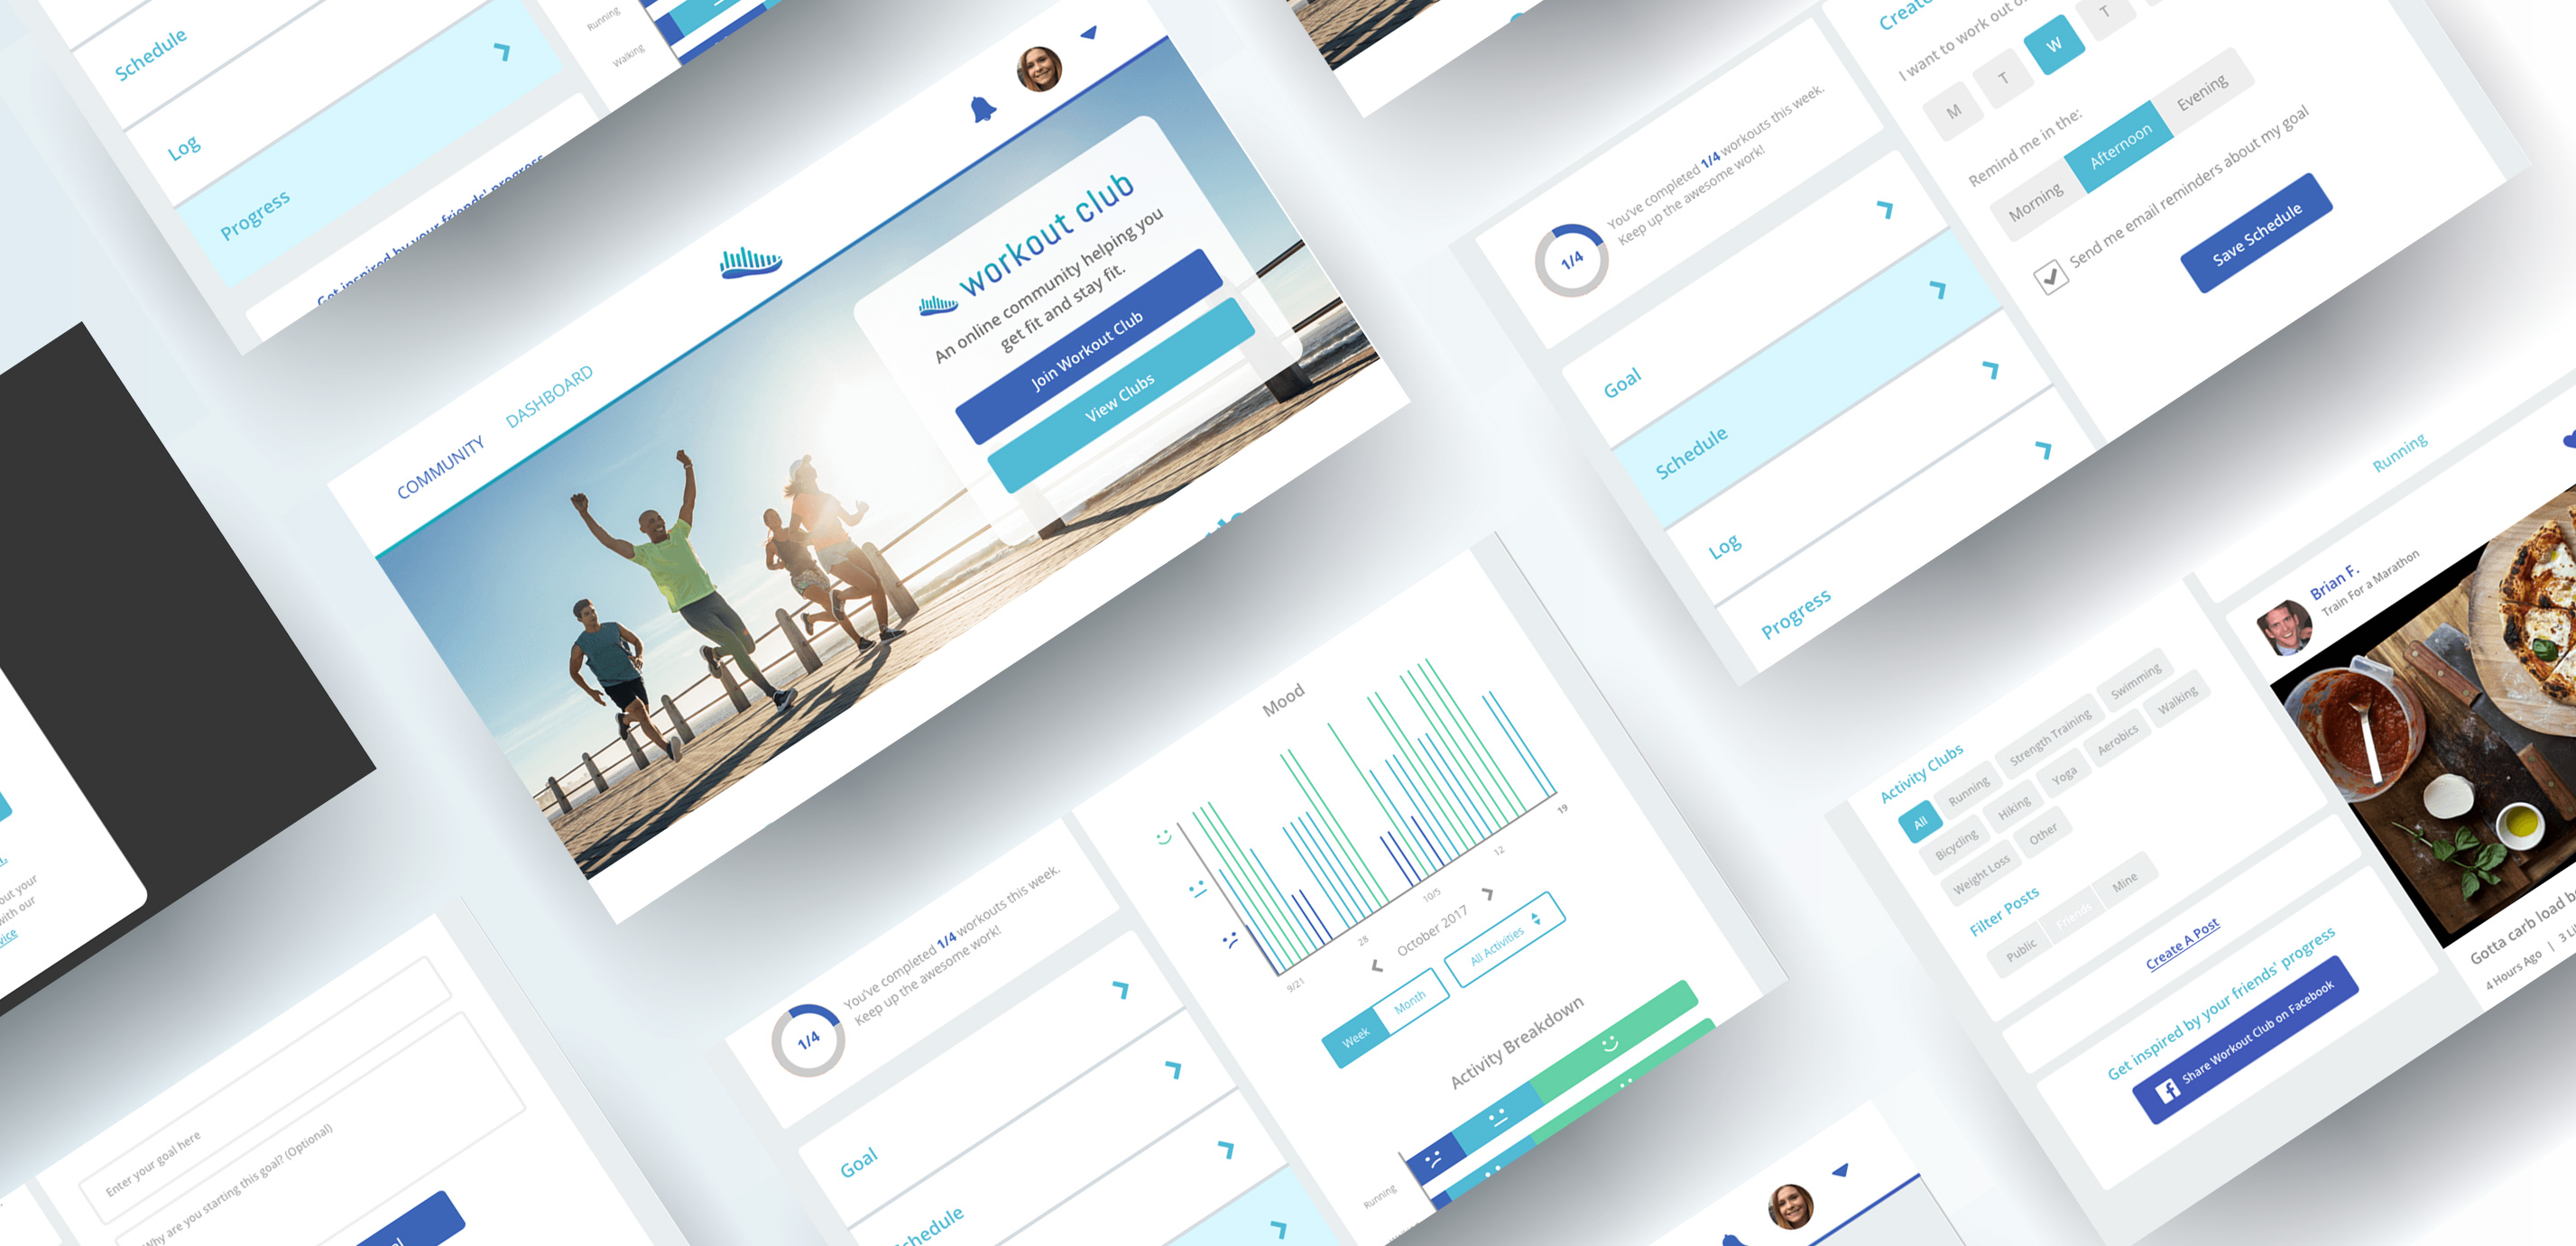 Schedule
Log
Progress
Running
Walking
Get inspired by your friends' progress
COMMUNITY
DASHBOARD
workout club
An online community helping you
get fit and stay fit.
Join Workout Club
View Clubs
You've completed 1/4 workouts this week.
Keep up the awesome work!
1/4
Goal
Schedule
Log
Progress
Create
I want to work out
M
T
W
T
Remind me in the:
Morning
Afternoon
Evening
Send me email reminders about my goal
Save Schedule
out your
with our
Enter your goal here
Why are you starting this goal? (Optional)
You've completed 1/4 workouts this week.
Keep up the awesome work!
1/4
Goal
Schedule
Mood
9/21
28
10/5
12
19
October 2017
Week
Month
All Activities
Activity Breakdown
Running
Running
Brian F.
Train For a Marathon
Activity Clubs
All
Running
Strength Training
Swimming
Bicycling
Hiking
Yoga
Aerobics
Walking
Weight Loss
Other
Filter Posts
Public
Friends
Mine
Create A Post
Get inspired by your friends' progress
Share Workout Club on Facebook
Gotta carb load b
4 Hours Ago | 3 Li